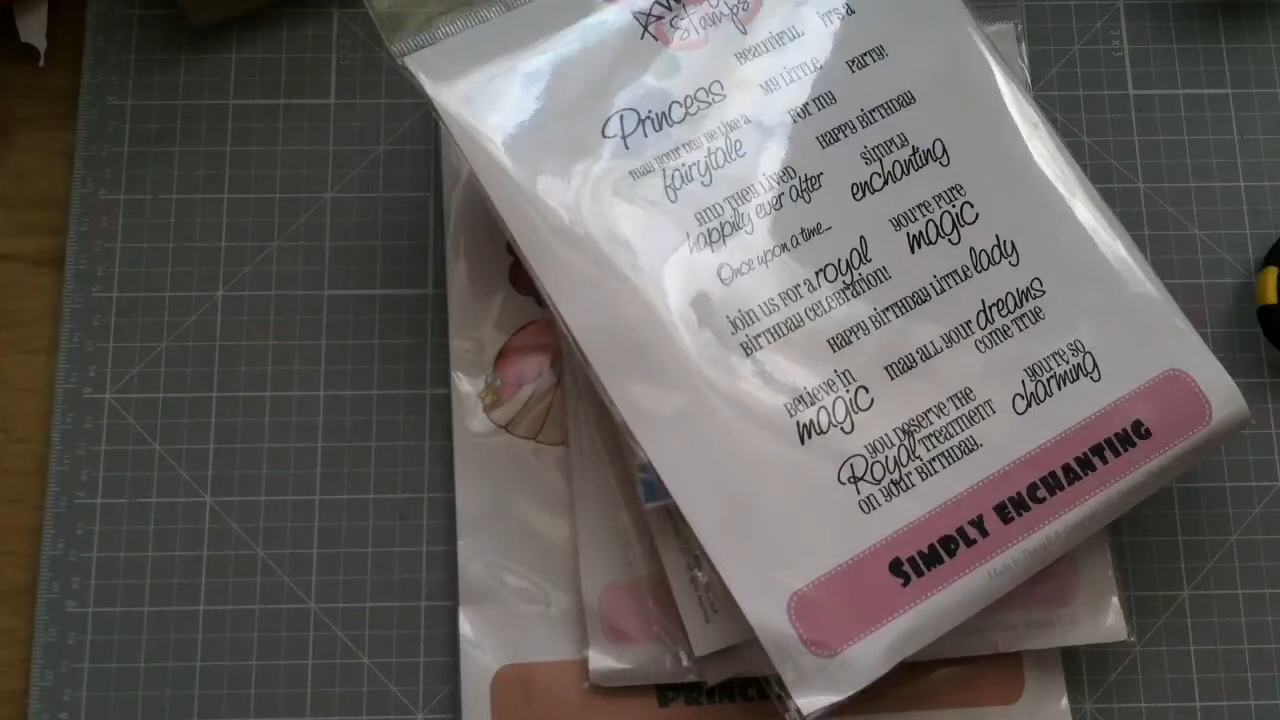 stamps
Beautiful
it's a
Princess
my little
party!
may your day be like a
fairytale
for my
Happy Birthday
and they lived
happily ever after
simply
enchanting
Once upon a time...
you're pure
magic
join us for a royal
birthday celebration!
Happy Birthday little lady
may all your dreams
come true
Believe in
magic
you're so
charming
you deserve the
Royal treatment
on your birthday.
Simply Enchanting